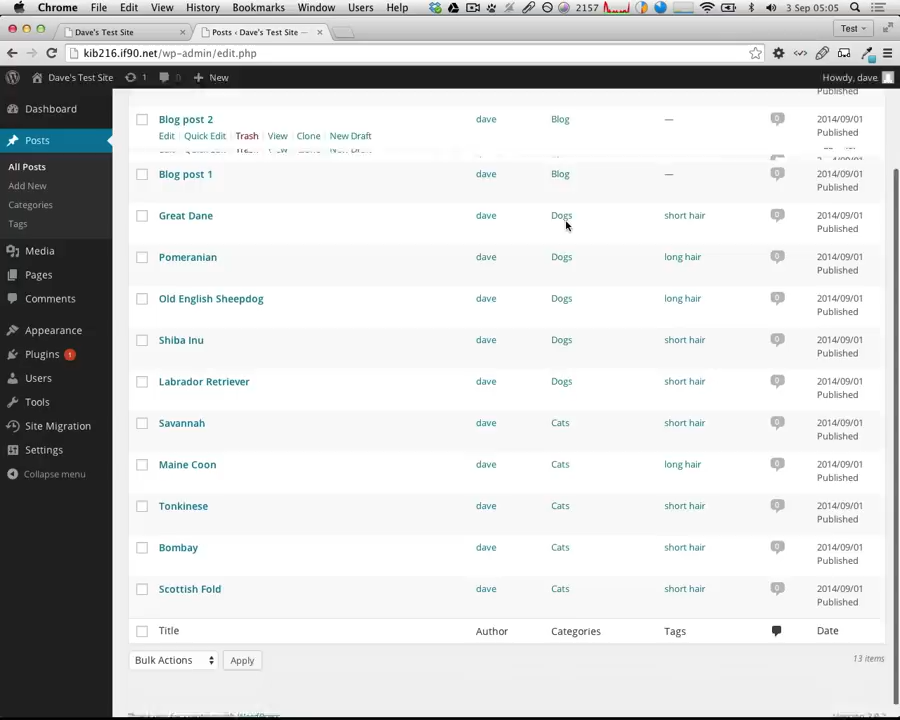 Chrome File Edit View History Bookmarks Window Users Help 2157 3 Sep 05:05
Dave's Test Site Posts ‹ Dave's Test Site — Test
kib216.if90.net/wp-admin/edit.php
Dave's Test Site 1 0 New Howdy, dave
Published
Dashboard
Posts
All Posts
Add New
Categories
Tags
Media
Pages
Comments
Appearance
Plugins 1
Users
Tools
Site Migration
Settings
Collapse menu
Blog post 2 dave Blog — 0 2014/09/01
Published
Edit | Quick Edit | Trash | View | Clone | New Draft
Blog post 1 dave Blog — 0 2014/09/01
Published
Great Dane dave Dogs short hair 0 2014/09/01
Published
Pomeranian dave Dogs long hair 0 2014/09/01
Published
Old English Sheepdog dave Dogs long hair 0 2014/09/01
Published
Shiba Inu dave Dogs short hair 0 2014/09/01
Published
Labrador Retriever dave Dogs short hair 0 2014/09/01
Published
Savannah dave Cats short hair 0 2014/09/01
Published
Maine Coon dave Cats long hair 0 2014/09/01
Published
Tonkinese dave Cats short hair 0 2014/09/01
Published
Bombay dave Cats short hair 0 2014/09/01
Published
Scottish Fold dave Cats short hair 0 2014/09/01
Published
Title Author Categories Tags Date
Bulk Actions Apply 13 items